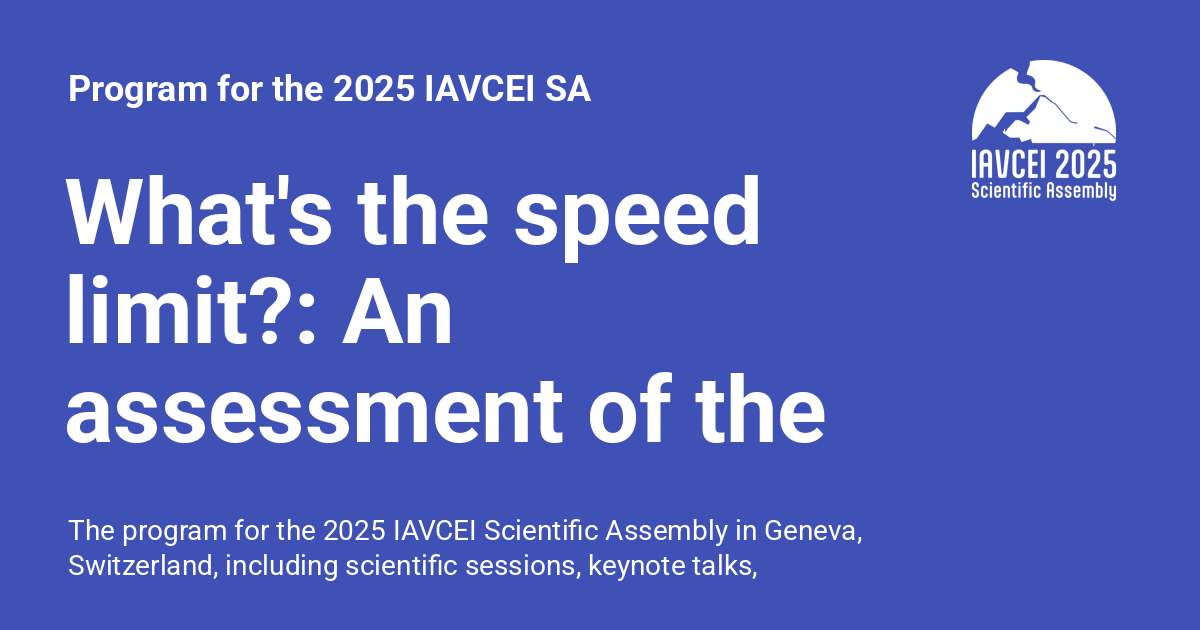 Program for the 2025 IAVCEI SA
IAVCEI 2025
Scientific Assembly
What's the speed
limit?: An
assessment of the
The program for the 2025 IAVCEI Scientific Assembly in Geneva,
Switzerland, including scientific sessions, keynote talks,